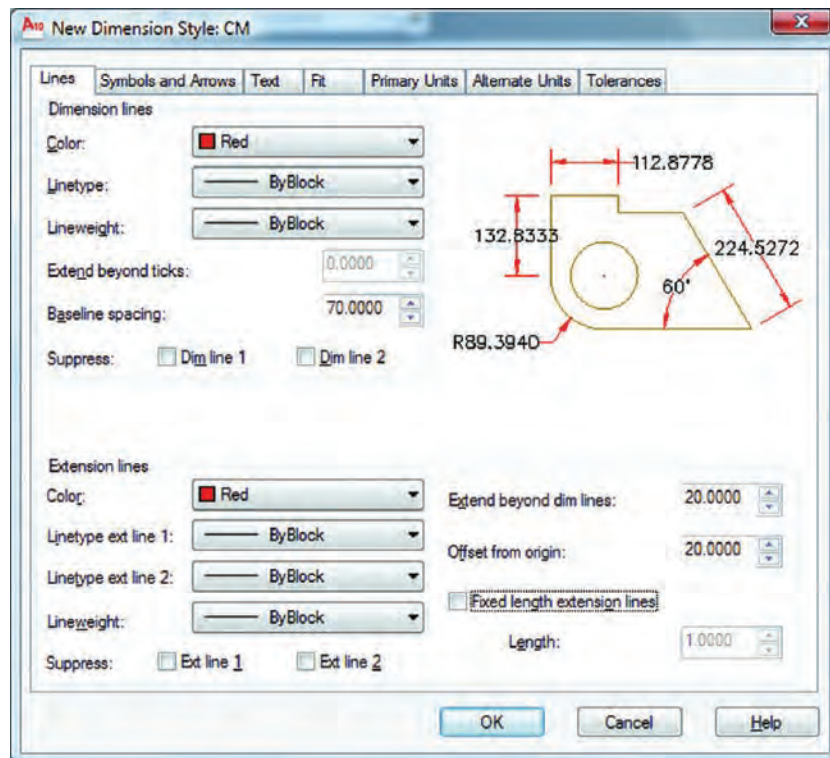 A10 New Dimension Style: CM
Lines Symbols and Arrows Text Fit Primary Units Alternate Units Tolerances
Dimension lines
Color: Red
Linetype: ByBlock
Lineweight: ByBlock
Extend beyond ticks: 0.0000
Baseline spacing: 70.0000
Suppress: Dim line 1 Dim line 2
112.8778
132.8333
224.5272
60°
R89.3940
Extension lines
Color: Red
Linetype ext line 1: ByBlock
Linetype ext line 2: ByBlock
Lineweight: ByBlock
Suppress: Ext line 1 Ext line 2
Extend beyond dim lines: 20.0000
Offset from origin: 20.0000
Fixed length extension lines
Length: 1.0000
OK Cancel Help